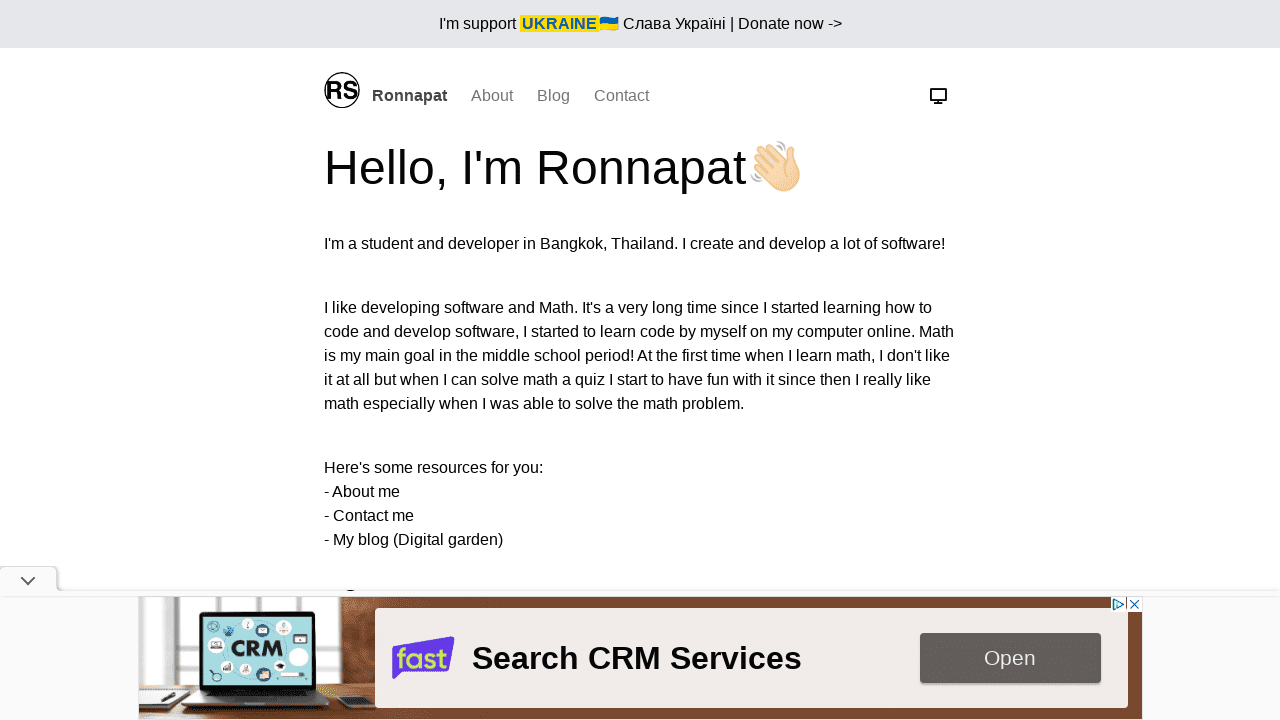 I'm support UKRAINE🇺🇦 Слава Україні | Donate now ->
RS Ronnapat About Blog Contact
Hello, I'm Ronnapat👋🏻
I'm a student and developer in Bangkok, Thailand. I create and develop a lot of software!
I like developing software and Math. It's a very long time since I started learning how to
code and develop software, I started to learn code by myself on my computer online. Math
is my main goal in the middle school period! At the first time when I learn math, I don't like
it at all but when I can solve math a quiz I start to have fun with it since then I really like
math especially when I was able to solve the math problem.
Here's some resources for you:
- About me
- Contact me
- My blog (Digital garden)
CRM
fast Search CRM Services Open